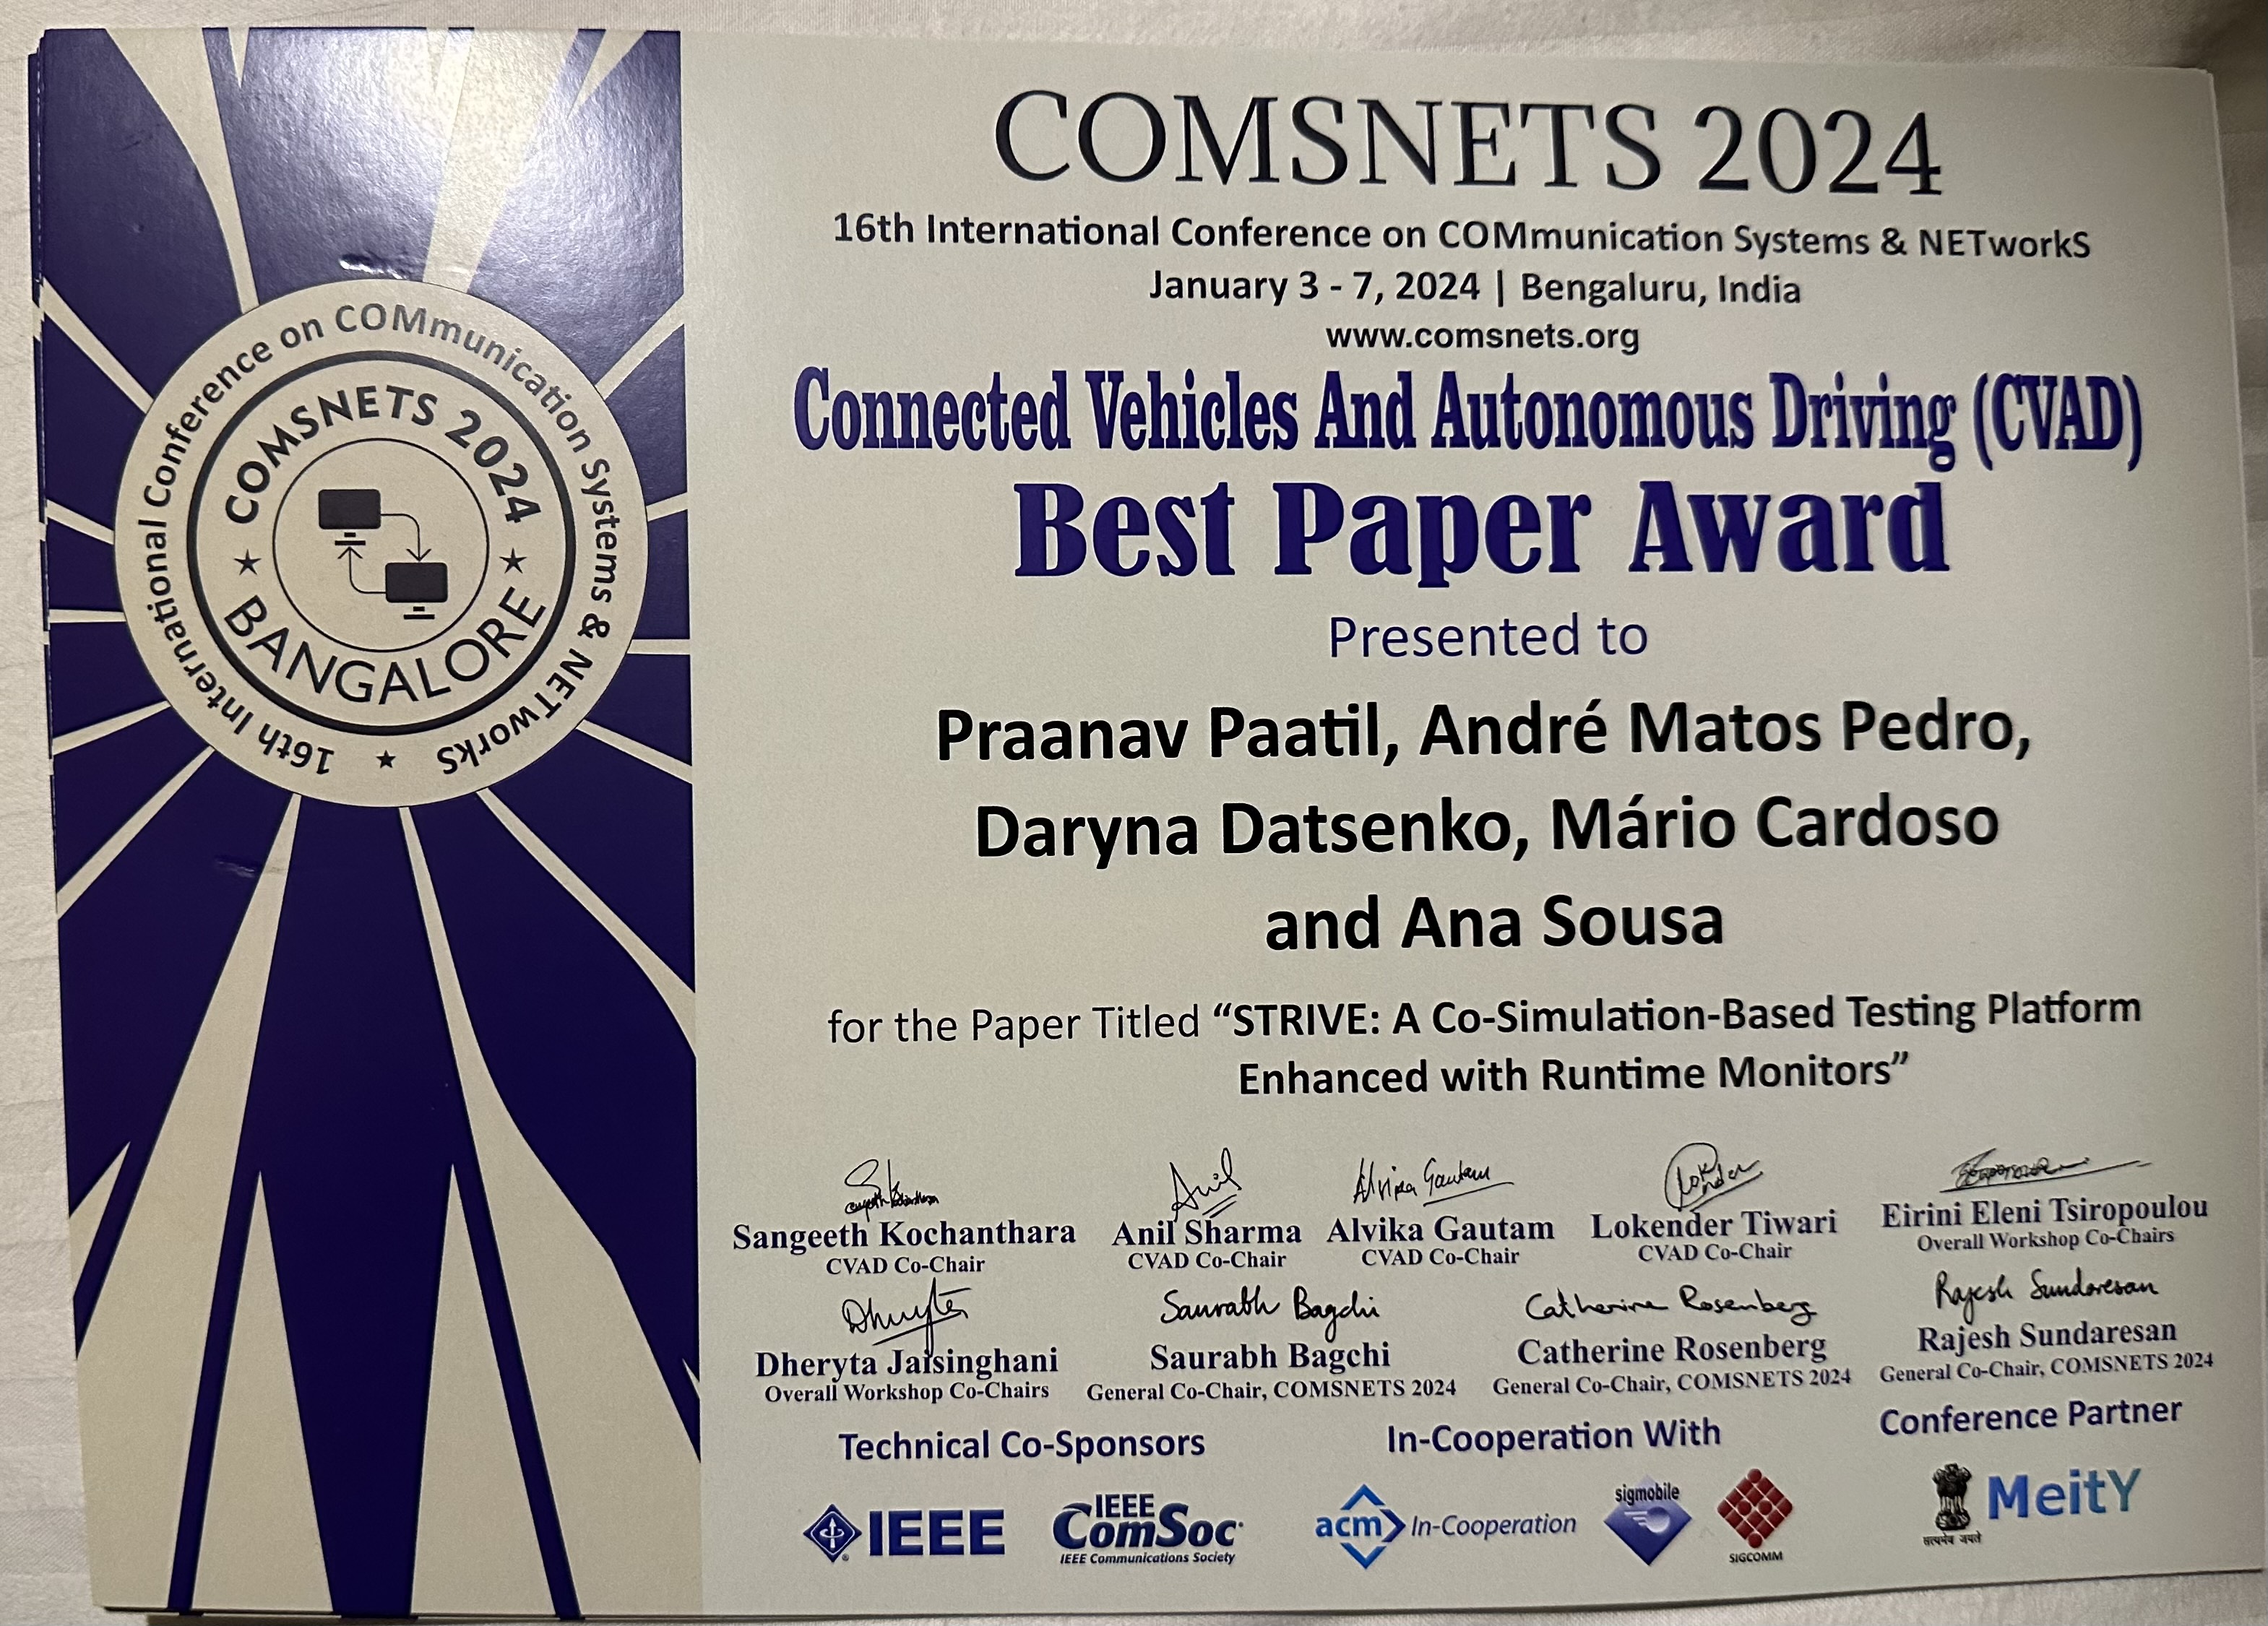 16th International Conference on COMmunication Systems & NETworkS
COMSNETS 2024
BANGALORE
COMSNETS 2024
16th International Conference on COMmunication Systems & NETworkS
January 3 - 7, 2024 | Bengaluru, India
www.comsnets.org
Connected Vehicles And Autonomous Driving (CVAD)
Best Paper Award
Presented to
Praanav Paatil, André Matos Pedro,
Daryna Datsenko, Mário Cardoso
and Ana Sousa
for the Paper Titled “STRIVE: A Co-Simulation-Based Testing Platform
Enhanced with Runtime Monitors”
Anil Alvika Gautam Lokender
Sangeeth Kochanthara Anil Sharma Alvika Gautam Lokender Tiwari Eirini Eleni Tsiropoulou
CVAD Co-Chair CVAD Co-Chair CVAD Co-Chair CVAD Co-Chair Overall Workshop Co-Chairs
Saurabh Bagchi Catherine Rosenberg Rajesh Sundaresan
Dheryta Jaisinghani Saurabh Bagchi Catherine Rosenberg Rajesh Sundaresan
Overall Workshop Co-Chairs General Co-Chair, COMSNETS 2024 General Co-Chair, COMSNETS 2024 General Co-Chair, COMSNETS 2024
Technical Co-Sponsors In-Cooperation With Conference Partner
IEEE IEEE ComSoc acm In-Cooperation sigmobile MeitY
IEEE Communications Society SIGCOMM सत्यमेव जयते